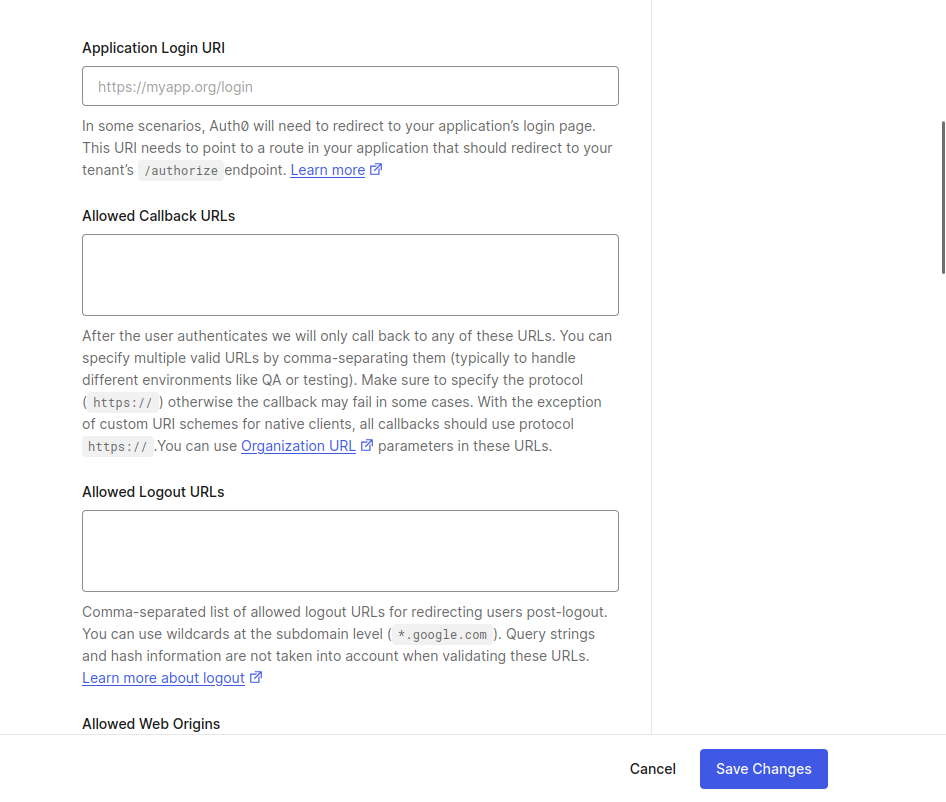 Application Login URI
https://myapp.org/login
In some scenarios, Auth0 will need to redirect to your application’s login page.
This URI needs to point to a route in your application that should redirect to your
tenant’s /authorize endpoint. Learn more
Allowed Callback URLs
After the user authenticates we will only call back to any of these URLs. You can
specify multiple valid URLs by comma-separating them (typically to handle
different environments like QA or testing). Make sure to specify the protocol
( https:// ) otherwise the callback may fail in some cases. With the exception
of custom URI schemes for native clients, all callbacks should use protocol
https:// .You can use Organization URL parameters in these URLs.
Allowed Logout URLs
Comma-separated list of allowed logout URLs for redirecting users post-logout.
You can use wildcards at the subdomain level ( *.google.com ). Query strings
and hash information are not taken into account when validating these URLs.
Learn more about logout
Allowed Web Origins
Cancel Save Changes